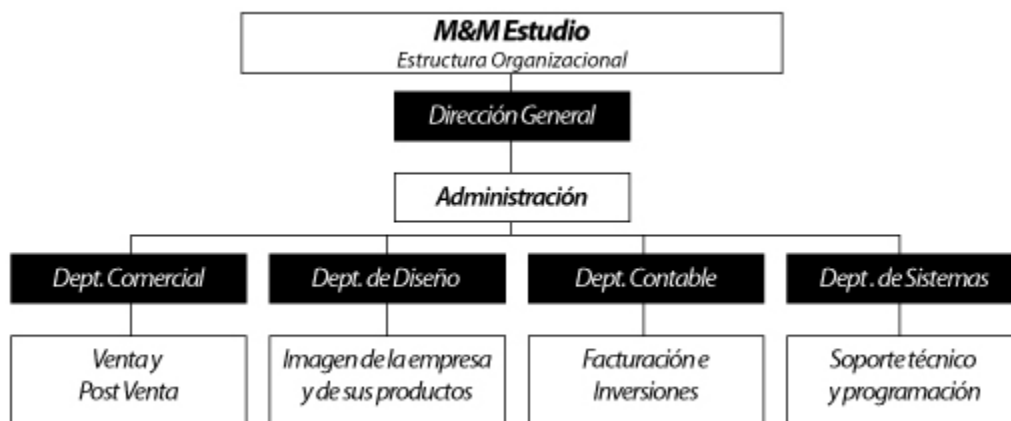 M&M Estudio
Estructura Organizacional
Dirección General
Administración
Dept. Comercial
Dept. de Diseño
Dept. Contable
Dept. de Sistemas
Venta y
Post Venta
Imagen de la empresa
y de sus productos
Facturación e
Inversiones
Soporte técnico
y programación